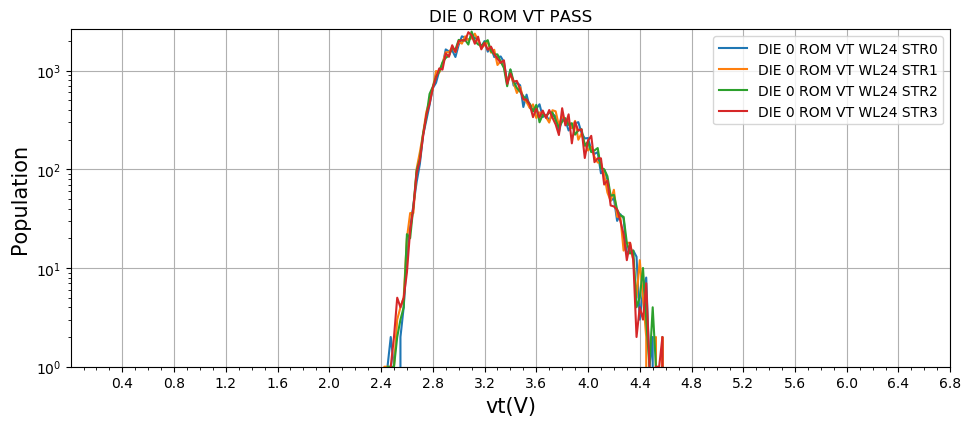 DIE 0 ROM VT PASS
DIE 0 ROM VT WL24 STR0
DIE 0 ROM VT WL24 STR1
DIE 0 ROM VT WL24 STR2
DIE 0 ROM VT WL24 STR3
Population
10³
10²
10¹
10⁰
0.4 0.8 1.2 1.6 2.0 2.4 2.8 3.2 3.6 4.0 4.4 4.8 5.2 5.6 6.0 6.4 6.8
vt(V)